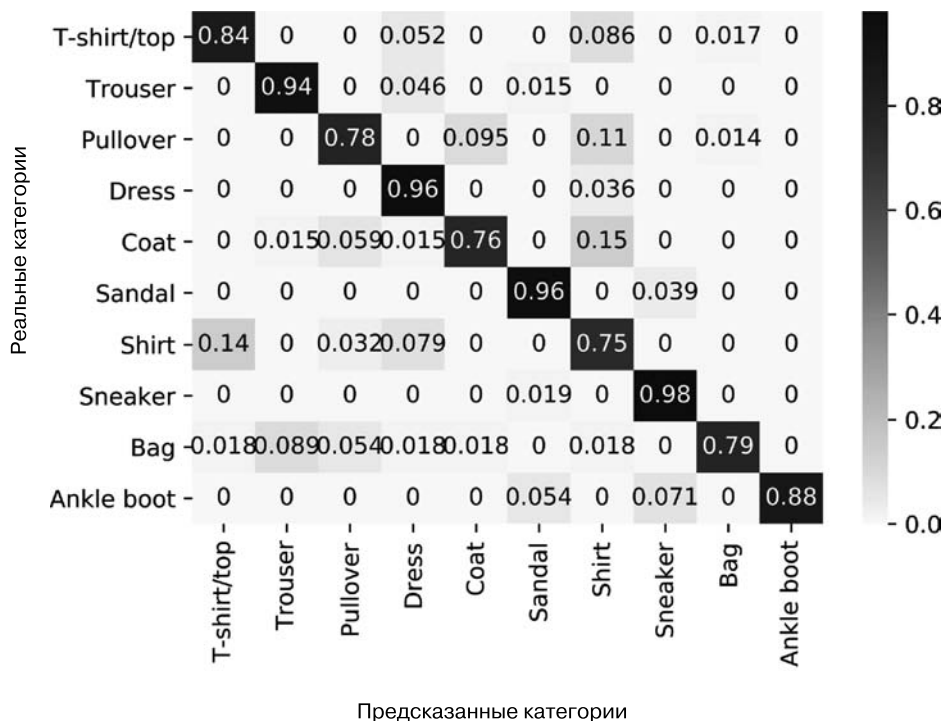 Реальные категории
T-shirt/top 0.84 0 0 0.052 0 0 0.086 0 0.017 0
Trouser 0.94 0 0.046 0 0.015 0 0 0 0 0
Pullover 0 0 0.78 0 0.095 0 0.11 0 0.014 0
Dress 0 0 0 0.96 0 0 0.036 0 0 0
Coat 0 0.015 0.059 0.015 0.76 0 0.15 0 0 0
Sandal 0 0 0 0 0 0.96 0 0.039 0 0
Shirt 0.14 0 0.032 0.079 0 0 0.75 0 0 0
Sneaker 0 0 0 0 0 0.019 0 0.98 0 0
Bag 0.018 0.089 0.054 0.018 0.018 0 0.018 0 0.79 0
Ankle boot 0 0 0 0 0 0.054 0 0.071 0 0.88
T-shirt/top Trouser Pullover Dress Coat Sandal Shirt Sneaker Bag Ankle boot
Предсказанные категории
0.8
0.6
0.4
0.2
0.0